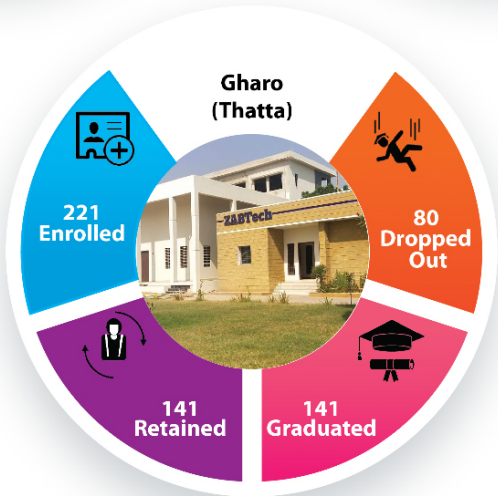 Gharo
(Thatta)
221
Enrolled
80
Dropped
Out
ZABTech
141
Retained
141
Graduated